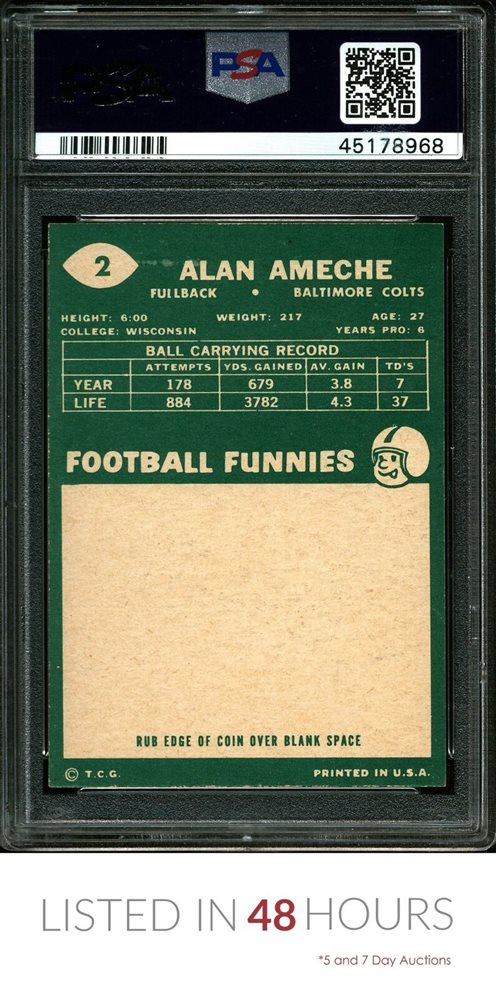 PSA
45178968
2
ALAN AMECHE
FULLBACK • BALTIMORE COLTS
HEIGHT: 6:00 WEIGHT: 217 AGE: 27
COLLEGE: WISCONSIN YEARS PRO: 6
BALL CARRYING RECORD
ATTEMPTS YDS. GAINED AV. GAIN TD'S
YEAR 178 679 3.8 7
LIFE 884 3782 4.3 37
FOOTBALL FUNNIES
RUB EDGE OF COIN OVER BLANK SPACE
© T.C.G. PRINTED IN U.S.A.
LISTED IN 48 HOURS
*5 and 7 Day Auctions